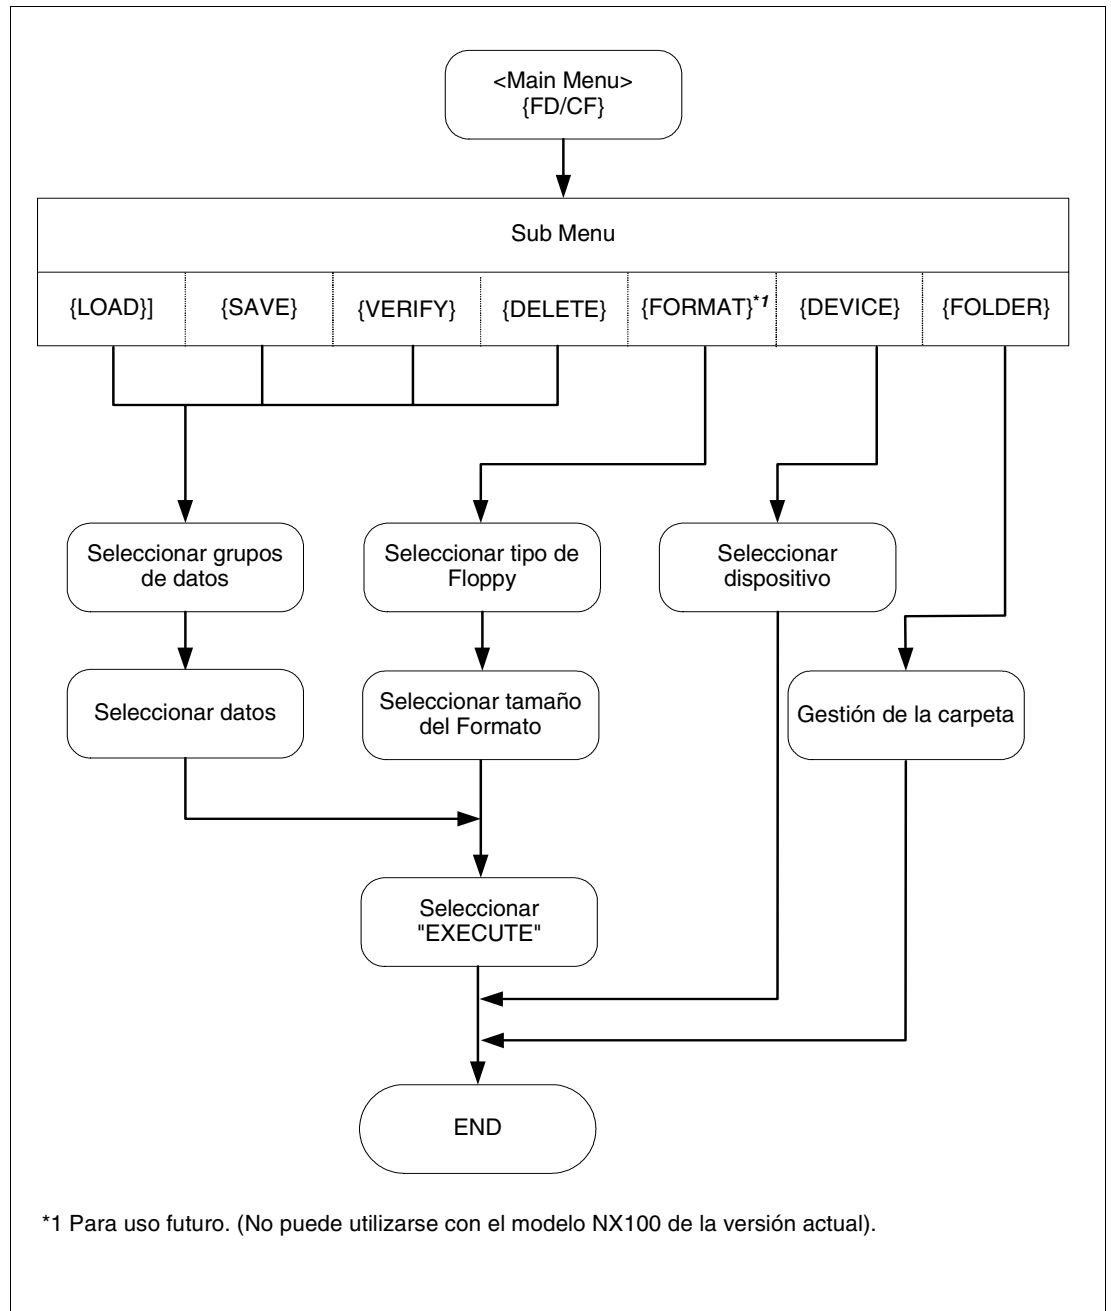 <Main Menu>
{FD/CF}
Sub Menu
{LOAD}]
{SAVE}
{VERIFY}
{DELETE}
{FORMAT}*1
{DEVICE}
{FOLDER}
Seleccionar grupos
de datos
Seleccionar tipo de
Floppy
Seleccionar
dispositivo
Seleccionar datos
Seleccionar tamaño
del Formato
Gestión de la carpeta
Seleccionar
"EXECUTE"
END
*1 Para uso futuro. (No puede utilizarse con el modelo NX100 de la versión actual).